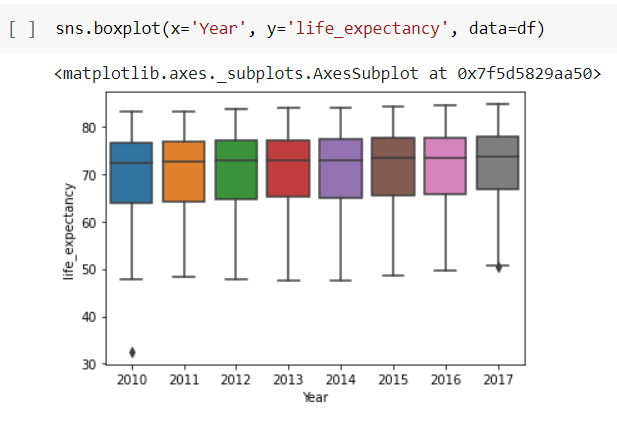 [ ] sns.boxplot(x='Year', y='life_expectancy', data=df)
<matplotlib.axes._subplots.AxesSubplot at 0x7f5d5829aa50>
80
70
60
50
40
30
life_expectancy
2010 2011 2012 2013 2014 2015 2016 2017
Year